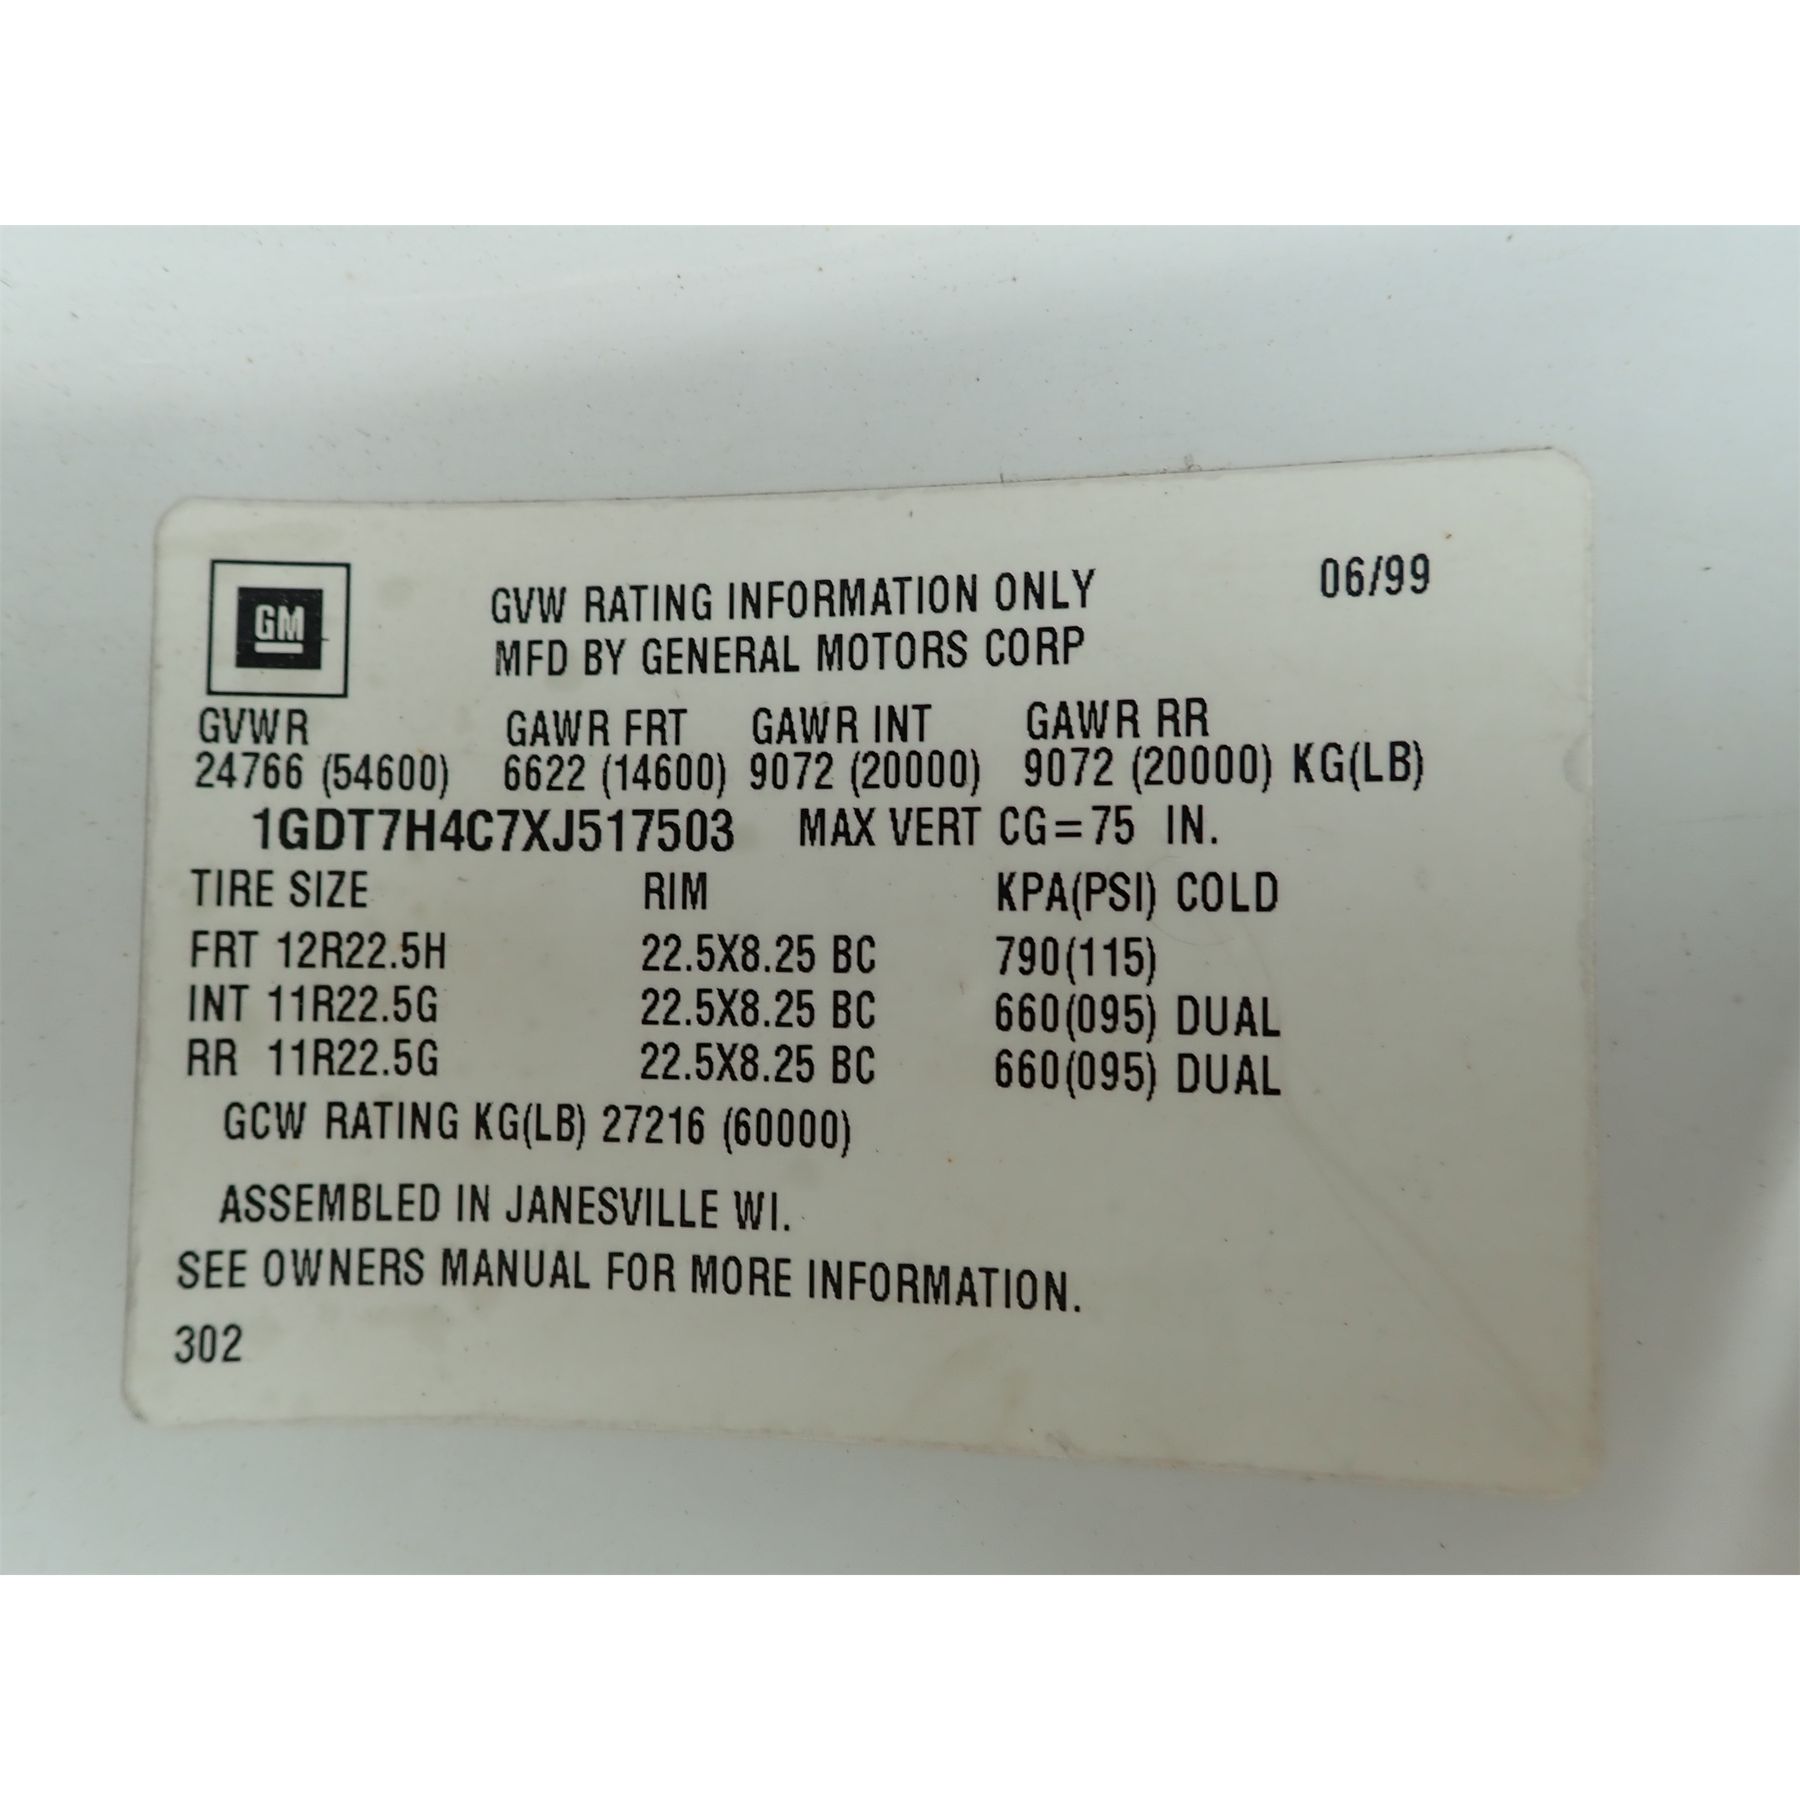 GM
GVW RATING INFORMATION ONLY 06/99
MFD BY GENERAL MOTORS CORP
GVWR GAWR FRT GAWR INT GAWR RR
24766 (54600) 6622 (14600) 9072 (20000) 9072 (20000) KG(LB)
1GDT7H4C7XJ517503 MAX VERT CG=75 IN.
TIRE SIZE RIM KPA(PSI) COLD
FRT 12R22.5H 22.5X8.25 BC 790(115)
INT 11R22.5G 22.5X8.25 BC 660(095) DUAL
RR 11R22.5G 22.5X8.25 BC 660(095) DUAL
GCW RATING KG(LB) 27216 (60000)
ASSEMBLED IN JANESVILLE WI.
SEE OWNERS MANUAL FOR MORE INFORMATION.
302